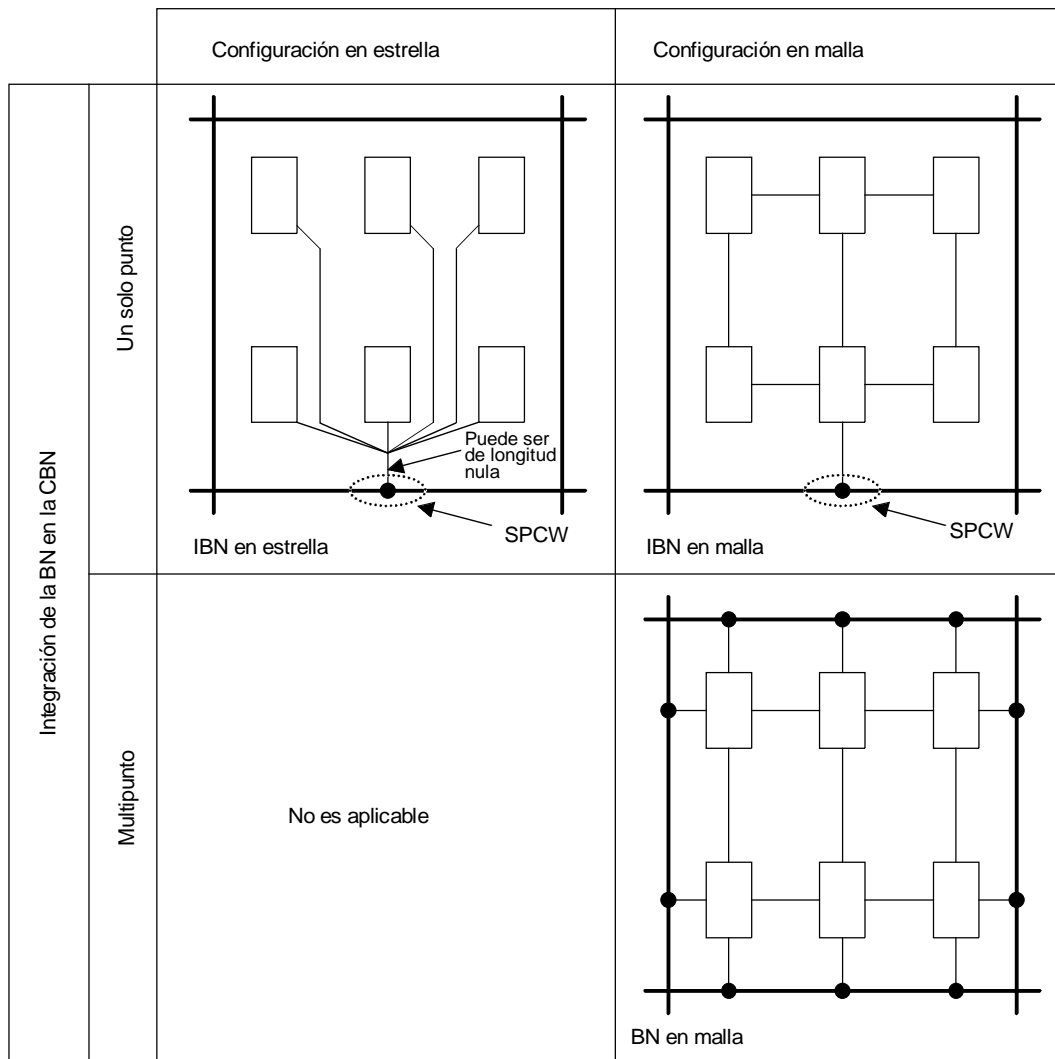 Configuración en estrella
Configuración en malla
Integración de la BN en la CBN
Un solo punto
Puede ser
de longitud
nula
SPCW
IBN en estrella
SPCW
IBN en malla
Multipunto
No es aplicable
BN en malla